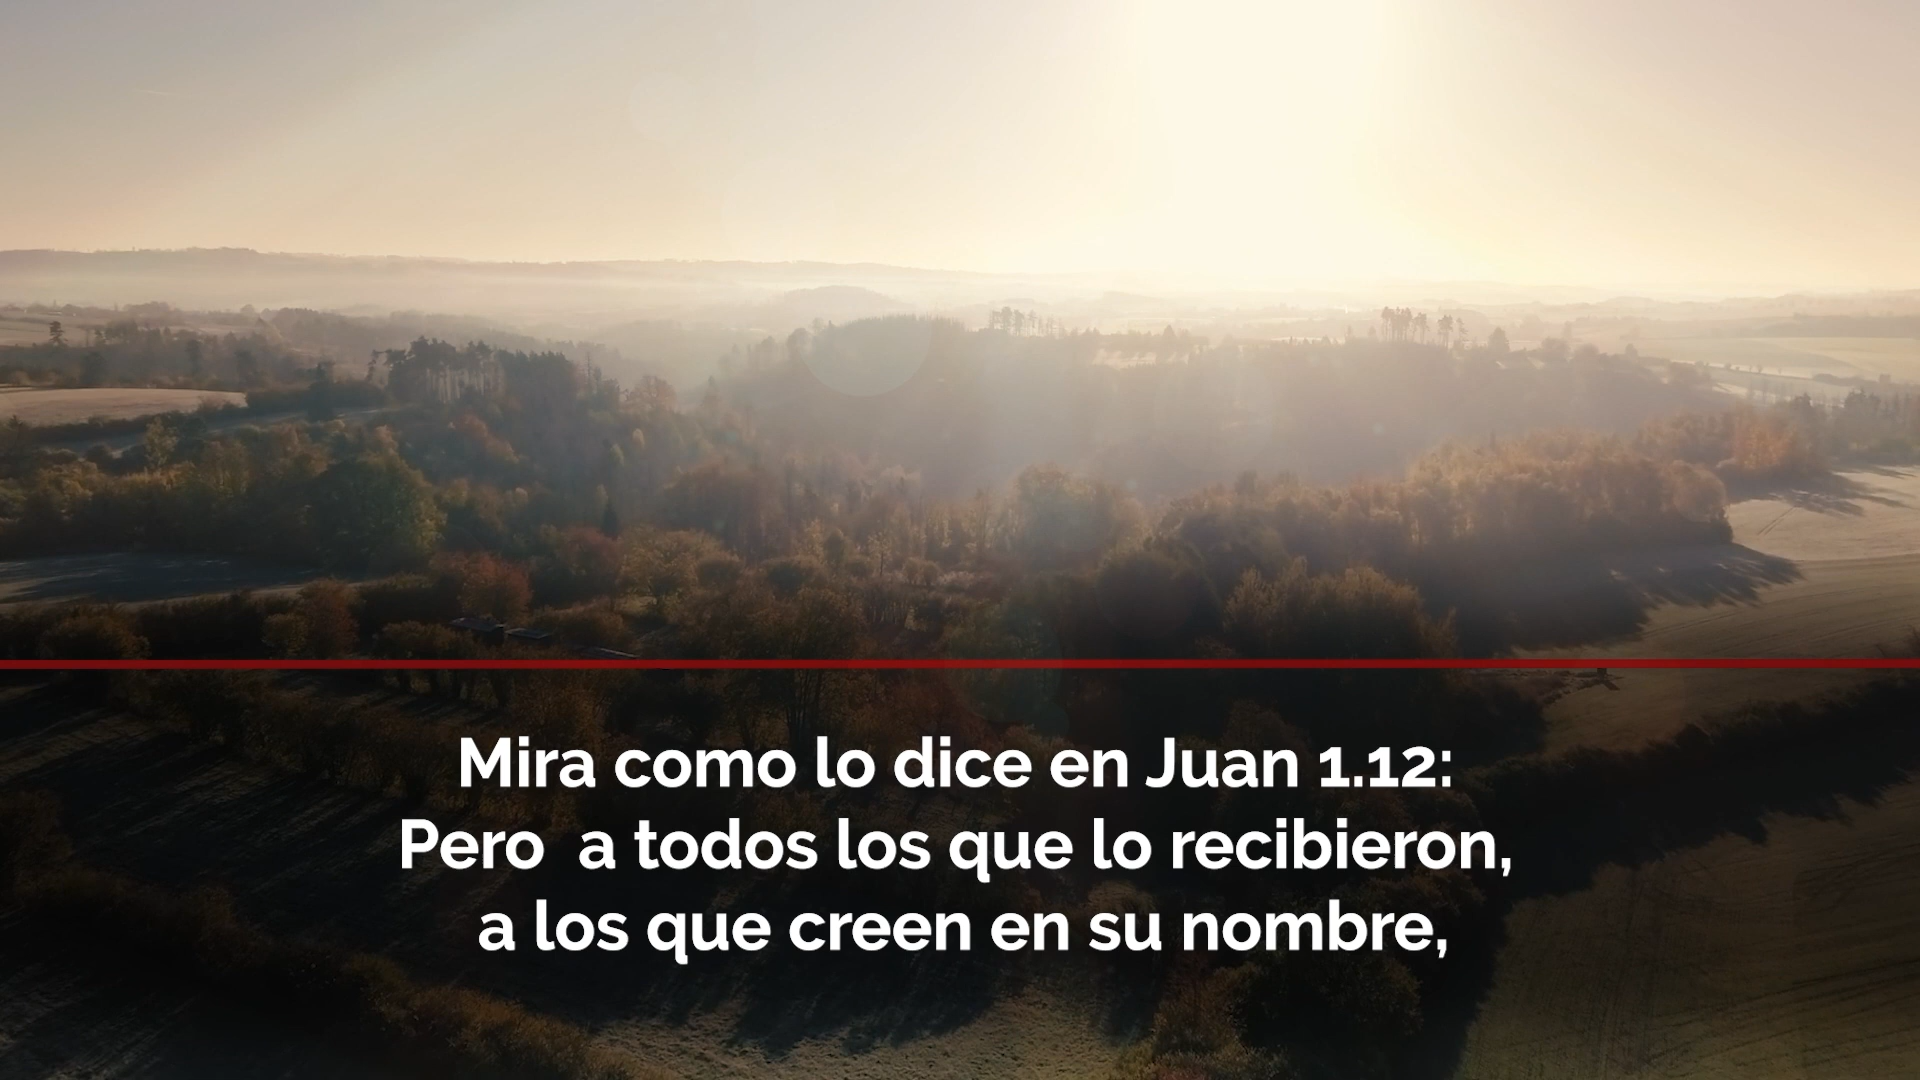 Mira como lo dice en Juan 1.12:
Pero  a todos los que lo recibieron,
a los que creen en su nombre,